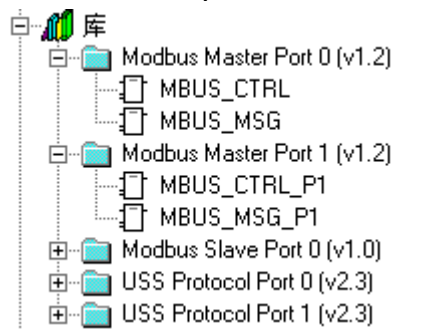 库
Modbus Master Port 0 (v1.2)
MBUS_CTRL
MBUS_MSG
Modbus Master Port 1 (v1.2)
MBUS_CTRL_P1
MBUS_MSG_P1
Modbus Slave Port 0 (v1.0)
USS Protocol Port 0 (v2.3)
USS Protocol Port 1 (v2.3)